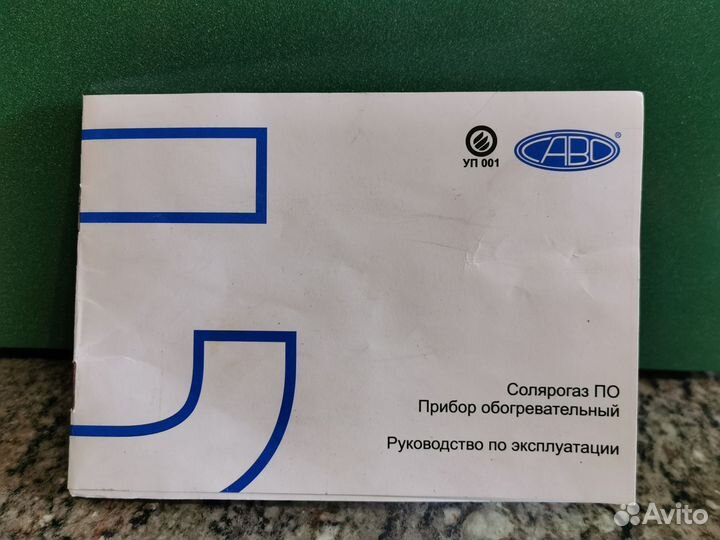 УП 001
САВО®
Солярогаз ПО
Прибор обогревательный
Руководство по эксплуатации
Avito